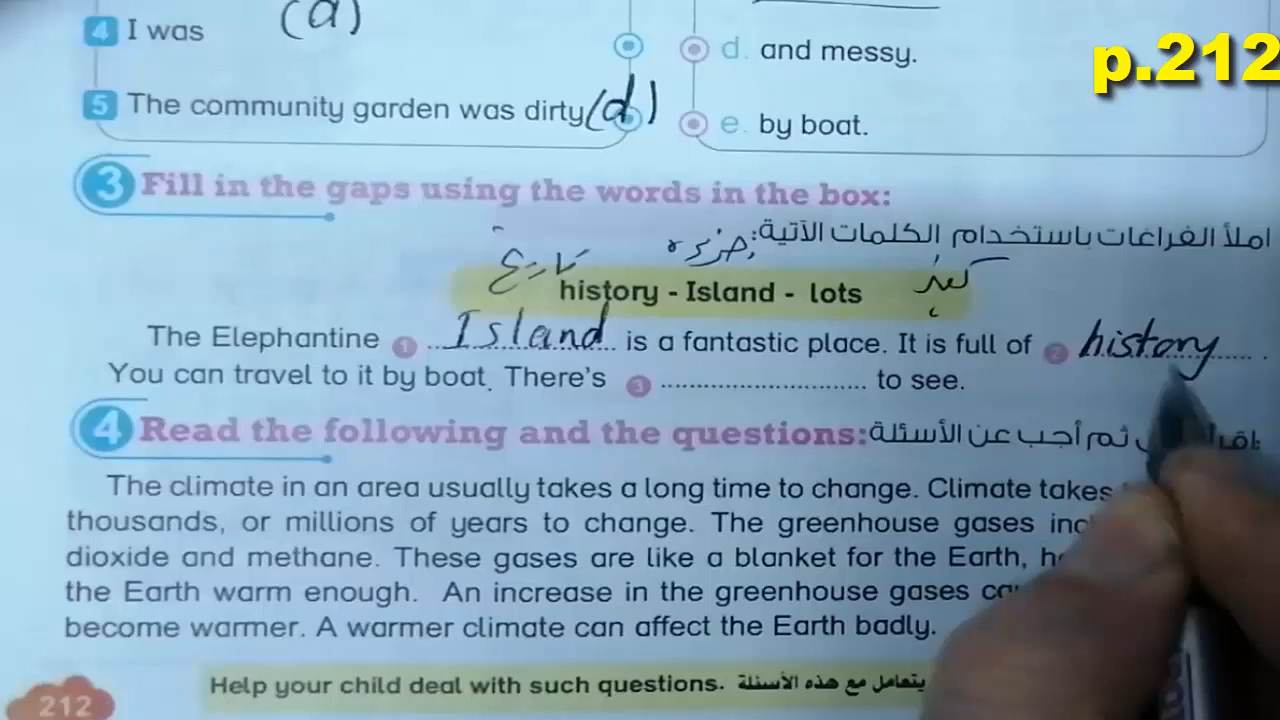 (a)
4 I was
d. and messy.
p.212
5 The community garden was dirty (d)
e. by boat.
3 Fill in the gaps using the words in the box:
املأ الفراغات باستخدام الكلمات الآتية:
تاريخ جزيرة كثير
history - Island - lots
The Elephantine 1 Island is a fantastic place. It is full of 2 history .
You can travel to it by boat. There's 3 .............................. to see.
4 Read the following and the questions: ثم أجب عن الأسئلة:
The climate in an area usually takes a long time to change. Climate takes
thousands, or millions of years to change. The greenhouse gases
dioxide and methane. These gases are like a blanket for the Earth,
the Earth warm enough. An increase in the greenhouse gases
become warmer. A warmer climate can affect the Earth badly.
212
Help your child deal with such questions. يتعامل مع هذه الأسئلة